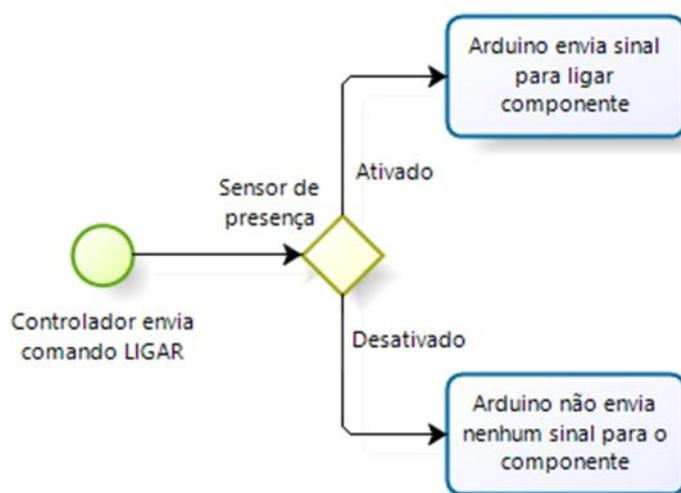 Arduino envia sinal
para ligar
componente
Ativado
Sensor de
presença
Controlador envia
comando LIGAR
Desativado
Arduino não envia
nenhum sinal para o
componente